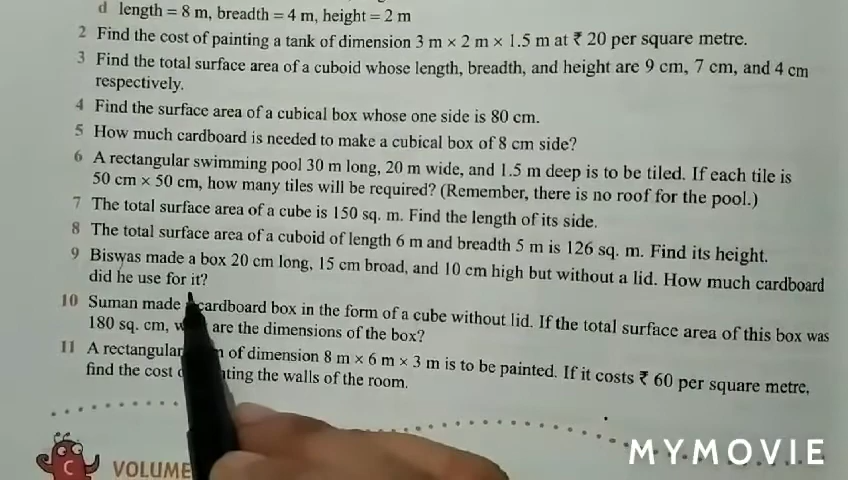 d length = 8 m, breadth = 4 m, height = 2 m
2 Find the cost of painting a tank of dimension 3 m × 2 m × 1.5 m at ₹ 20 per square metre.
3 Find the total surface area of a cuboid whose length, breadth, and height are 9 cm, 7 cm, and 4 cm
respectively.
4 Find the surface area of a cubical box whose one side is 80 cm.
5 How much cardboard is needed to make a cubical box of 8 cm side?
6 A rectangular swimming pool 30 m long, 20 m wide, and 1.5 m deep is to be tiled. If each tile is
50 cm × 50 cm, how many tiles will be required? (Remember, there is no roof for the pool.)
7 The total surface area of a cube is 150 sq. m. Find the length of its side.
8 The total surface area of a cuboid of length 6 m and breadth 5 m is 126 sq. m. Find its height.
9 Biswas made a box 20 cm long, 15 cm broad, and 10 cm high but without a lid. How much cardboard
did he use for it?
10 Suman made cardboard box in the form of a cube without lid. If the total surface area of this box was
180 sq. cm, are the dimensions of the box?
11 A rectangular of dimension 8 m × 6 m × 3 m is to be painted. If it costs ₹ 60 per square metre,
find the cost the walls of the room.
C VOLUME
MYMOVIE